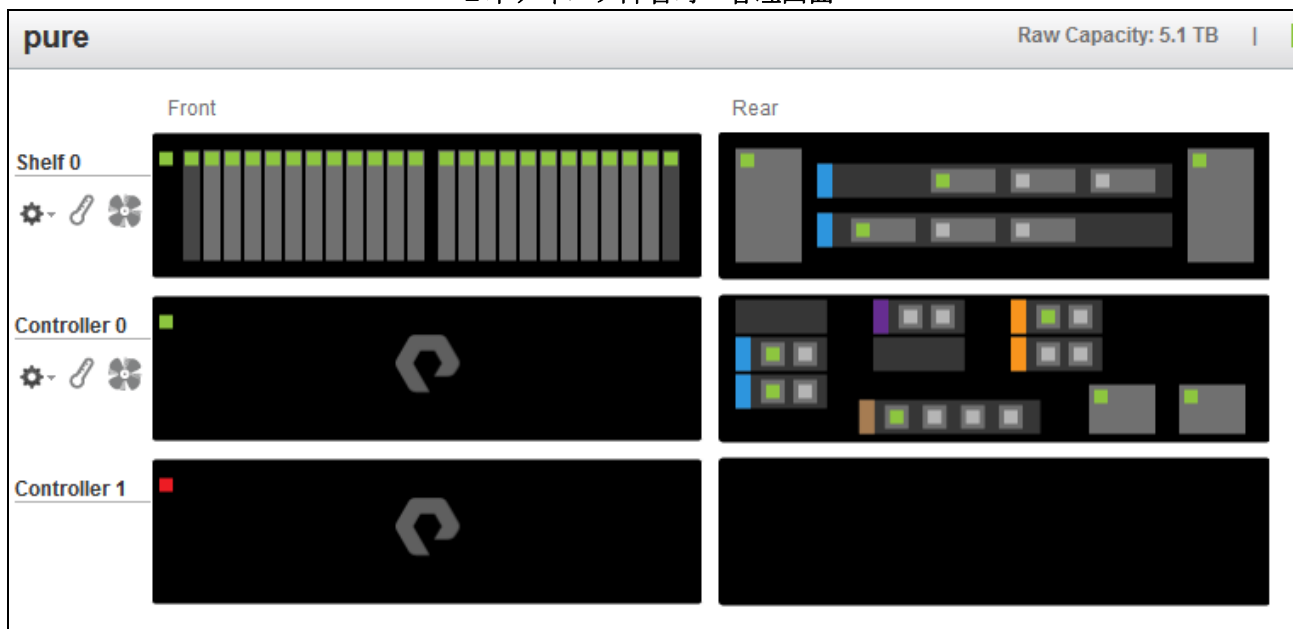 pure
Raw Capacity: 5.1 TB |
Front
Rear
Shelf 0
Controller 0
Controller 1